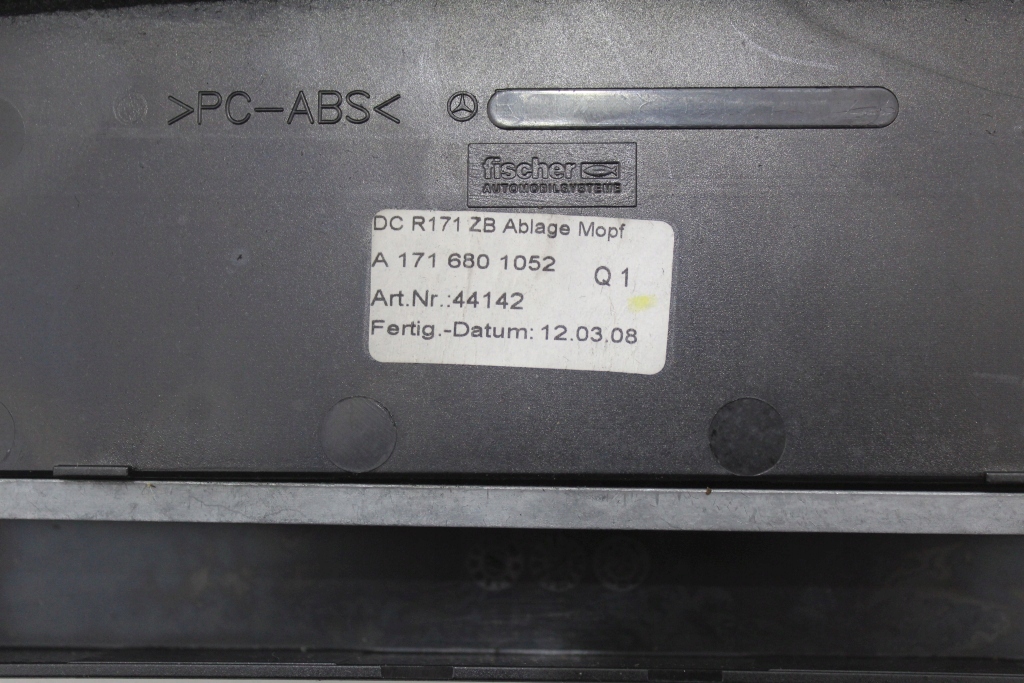 >PC-ABS<
fischer
AUTOMOBILSYSTEME
DC R171 ZB Ablage Mopf
A 171 680 1052 Q 1
Art.Nr.:44142
Fertig.-Datum: 12.03.08